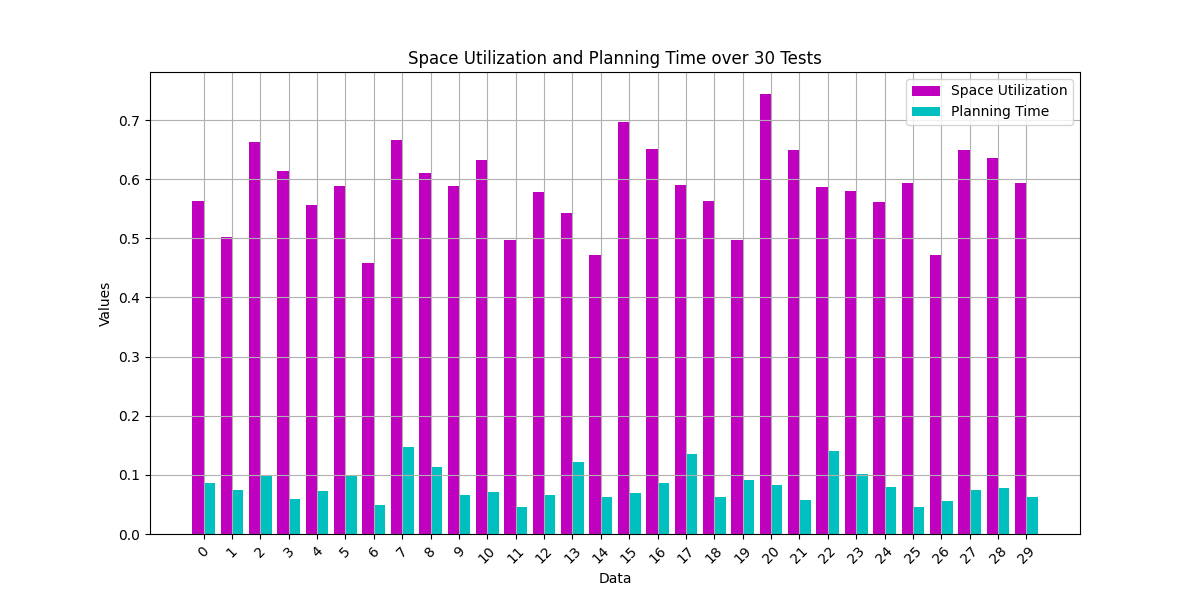 Space Utilization and Planning Time over 30 Tests
Space Utilization
Planning Time
Values
0.7
0.6
0.5
0.4
0.3
0.2
0.1
0.0
0 1 2 3 4 5 6 7 8 9 10 11 12 13 14 15 16 17 18 19 20 21 22 23 24 25 26 27 28 29
Data